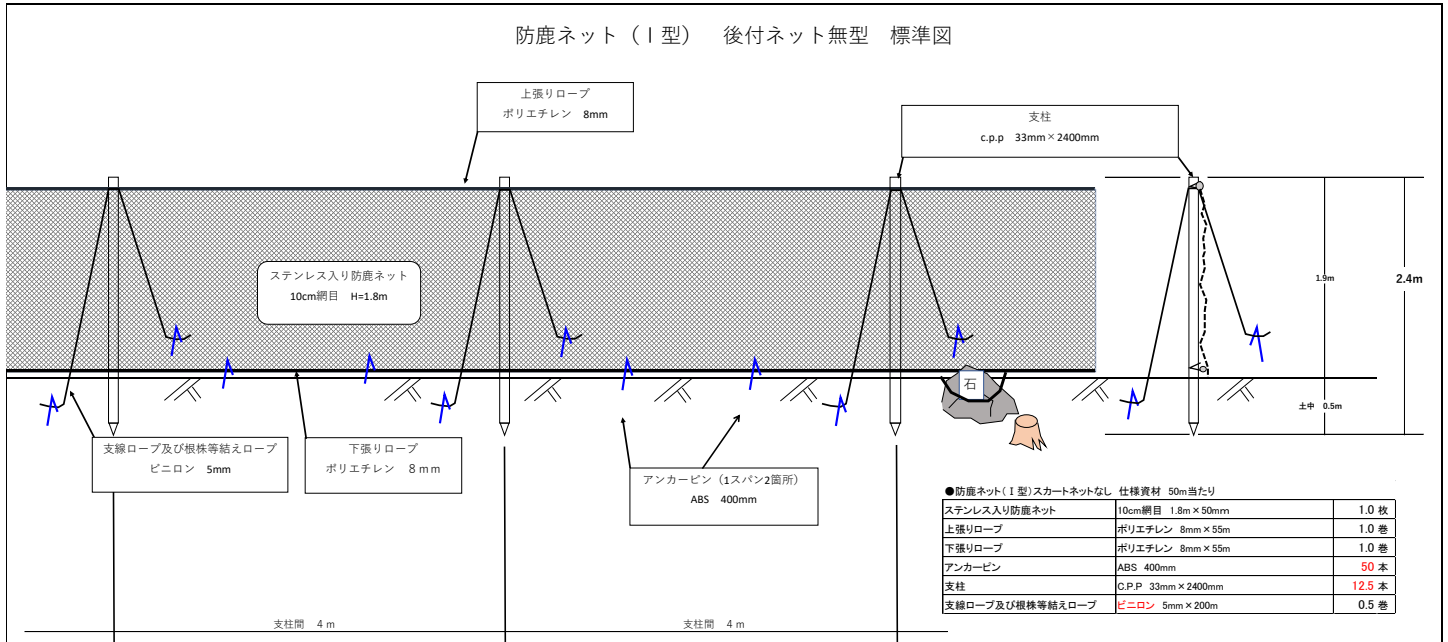 防鹿ネット（Ⅰ型）　後付ネット無型　標準図
上張りロープ
ポリエチレン　8mm
支柱
c.p.p　33mm×2400mm
ステンレス入り防鹿ネット
10cm網目　H=1.8m
1.9m
2.4m
石
土中　0.5m
支線ロープ及び根株等結えロープ
ビニロン　5mm
下張りロープ
ポリエチレン　８ｍｍ
アンカーピン（1スパン2箇所）
ABS　400mm
●防鹿ネット(Ⅰ型)スカートネットなし　仕様資材　50m当たり
ステンレス入り防鹿ネット　10cm網目　1.8m×50mm　1.0 枚
上張りロープ　ポリエチレン　8mm×55m　1.0 巻
下張りロープ　ポリエチレン　8mm×55m　1.0 巻
アンカーピン　ABS　400mm　50 本
支柱　C.P.P　33mm×2400mm　12.5 本
支線ロープ及び根株等結えロープ　ビニロン　5mm×200m　0.5 巻
支柱間　４ｍ
支柱間　４ｍ